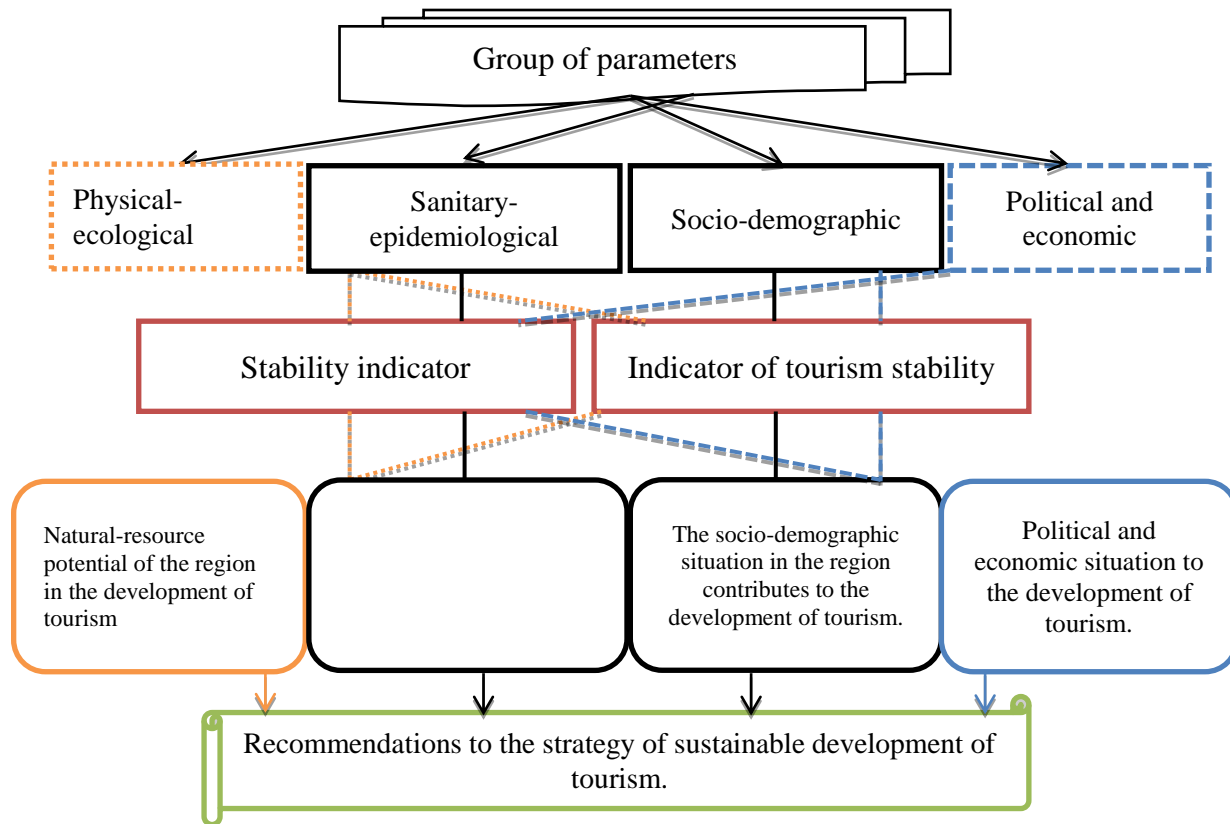 Group of parameters
Physical-
ecological
Sanitary-
epidemiological
Socio-demographic
Political and
economic
Stability indicator
Indicator of tourism stability
Natural-resource
potential of the region
in the development of
tourism
The socio-demographic
situation in the region
contributes to the
development of tourism.
Political and
economic situation to
the development of
tourism.
Recommendations to the strategy of sustainable development of
tourism.